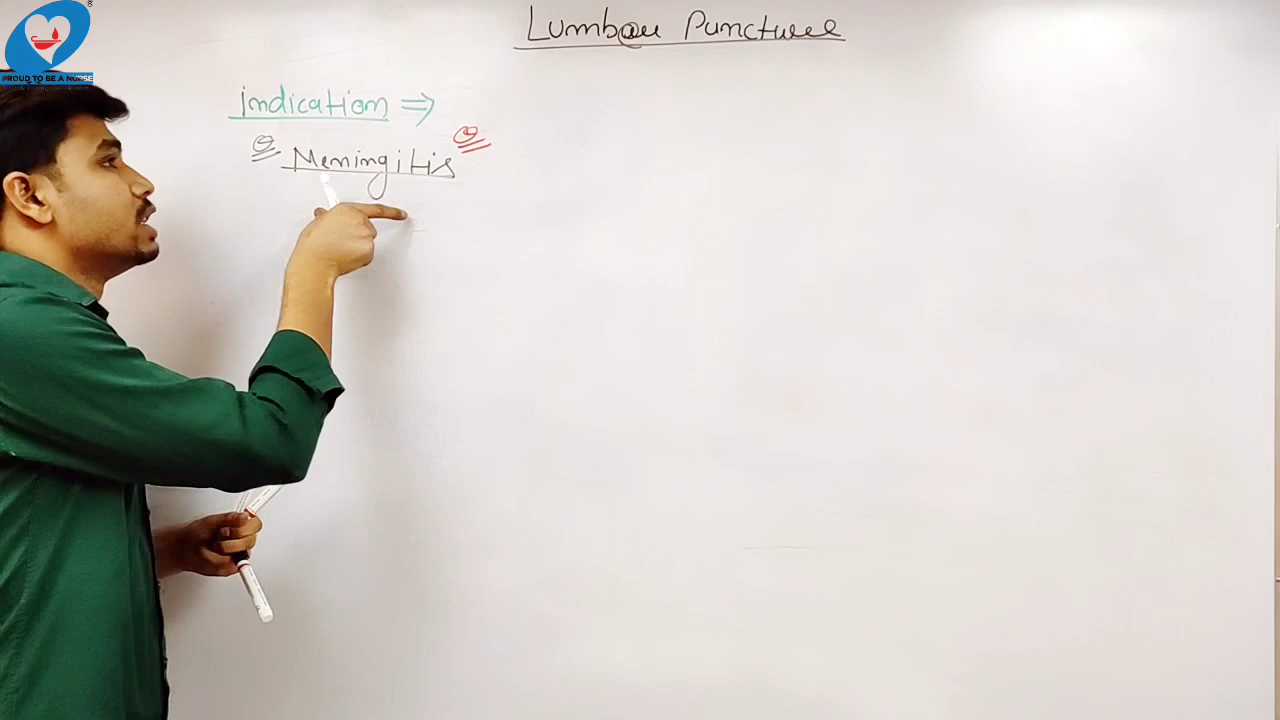 Lumbar Puncture
PROUD TO BE A NURSE
indication ⇒
Meningitis